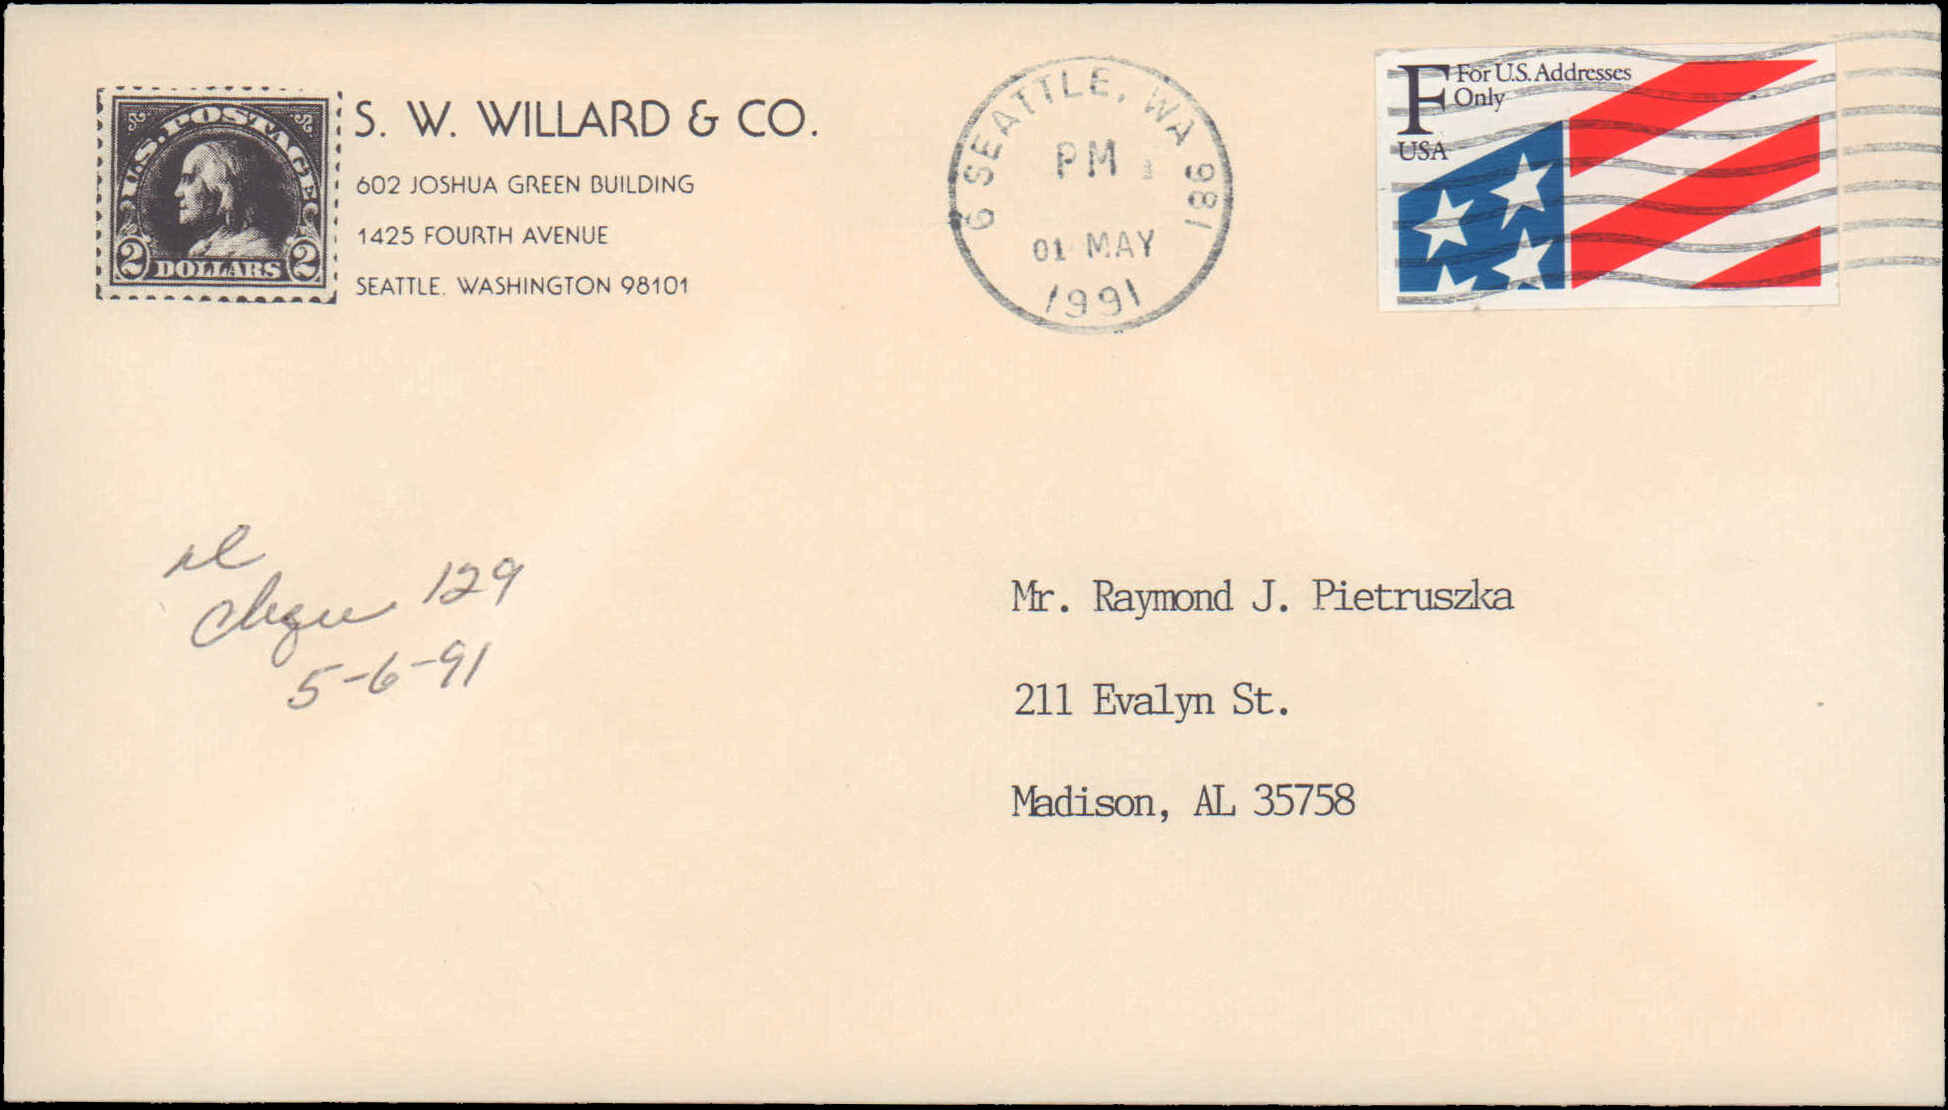 U.S. POSTAGE
2 DOLLARS 2
S. W. WILLARD & CO.
602 JOSHUA GREEN BUILDING
1425 FOURTH AVENUE
SEATTLE, WASHINGTON 98101
6 SEATTLE, WA 981
PM
01 MAY
1991
F For U.S. Addresses
Only
USA
129
5-6-91
Mr. Raymond J. Pietruszka
211 Evalyn St.
Madison, AL 35758